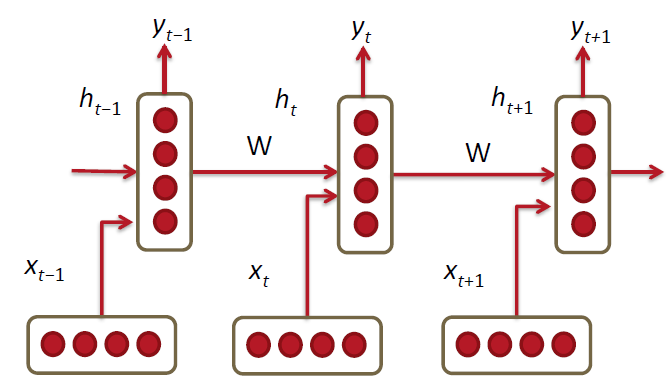 y_{t−1} y_t y_{t+1}
h_{t−1} h_t h_{t+1}
W W
x_{t−1} x_t x_{t+1}